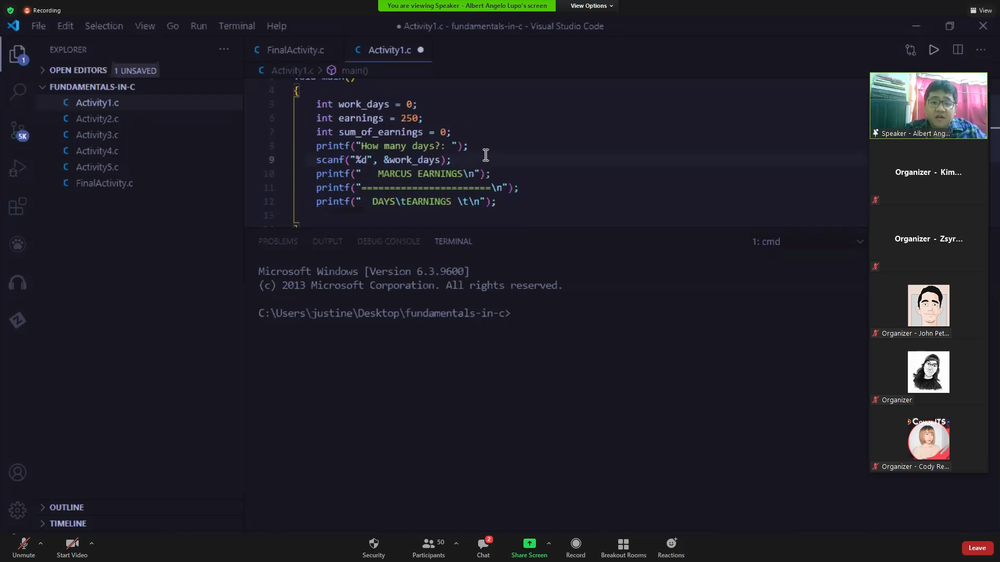 Recording
You are viewing Speaker - Albert Angelo Lupo's screen
View Options
View
File Edit Selection View Go Run Terminal Help
● Activity1.c - fundamentals-in-c - Visual Studio Code
EXPLORER
1
FinalActivity.c
Activity1.c
OPEN EDITORS 1 UNSAVED
Activity1.c > main()
FUNDAMENTALS-IN-C
Activity1.c
Activity2.c
Activity3.c
Activity4.c
Activity5.c
FinalActivity.c
5K
void main()
4 {
5 int work_days = 0;
6 int earnings = 250;
7 int sum_of_earnings = 0;
8 printf("How many days?: ");
9 scanf("%d", &work_days);
10 printf("   MARCUS EARNINGS\n");
11 printf("=======================\n");
12 printf("  DAYS\tEARNINGS \t\n");
13
PROBLEMS OUTPUT DEBUG CONSOLE TERMINAL
1: cmd
Microsoft Windows [Version 6.3.9600]
(c) 2013 Microsoft Corporation. All rights reserved.
C:\Users\justine\Desktop\fundamentals-in-c>
OUTLINE
TIMELINE
Speaker - Albert Ang...
Organizer - Kim...
Organizer - Zsyr...
Organizer - John Pet...
Organizer
COMMITS
Organizer - Cody Re...
Unmute
Start Video
Security
Participants 50
Chat 2
Share Screen
Record
Breakout Rooms
Reactions
Leave